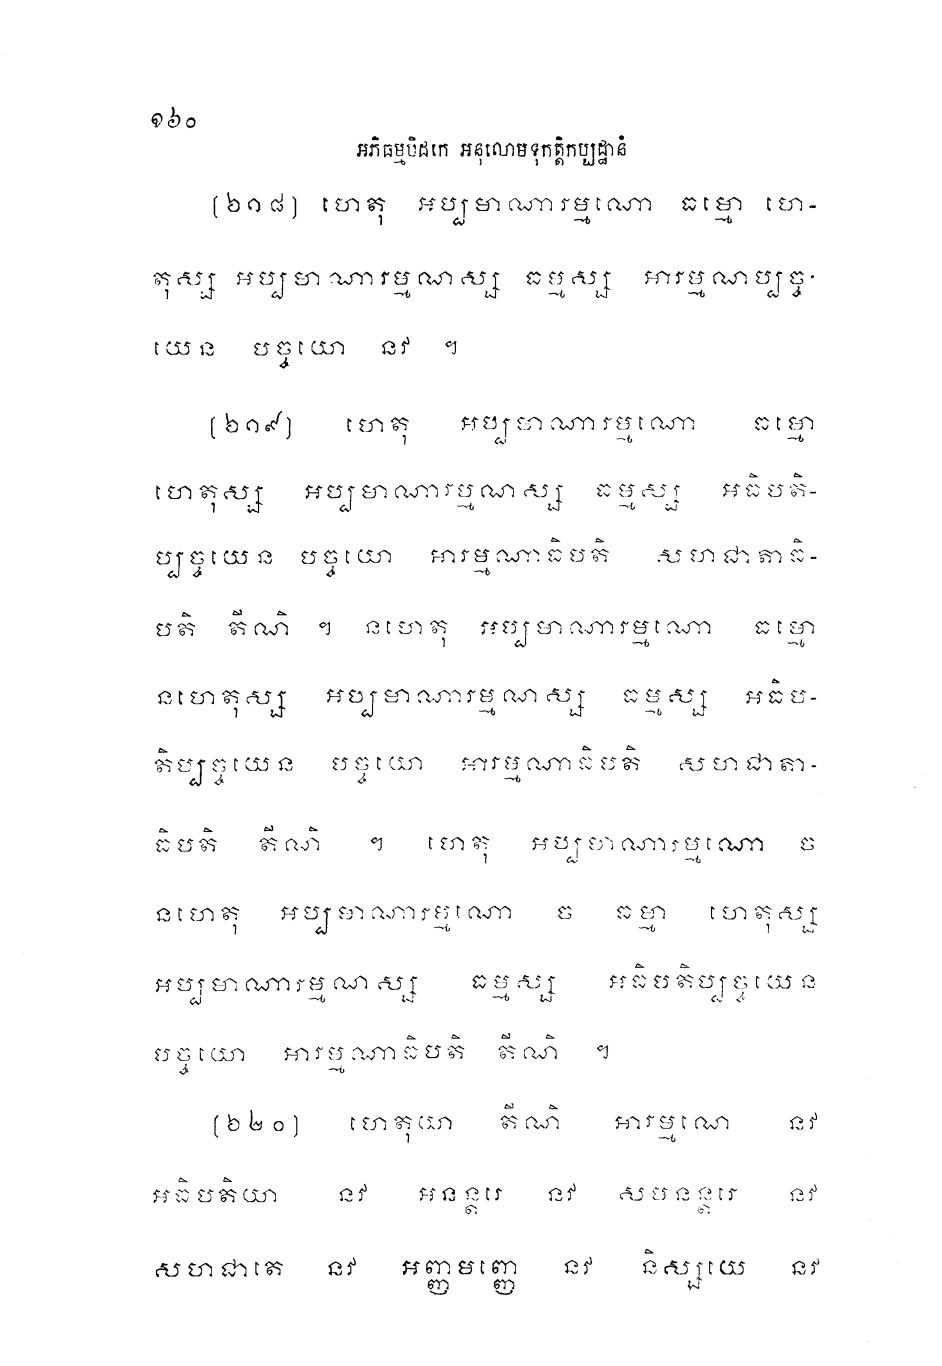 ១៦០
អភិធម្មបិដកេ អនុលោមទុកត្តិកប្បដ្ឋានំ
(៦១៨) ហេតុ អប្បមាណារម្មណោ ធម្មោ ហេ-
តុស្ស អប្បមាណារម្មណស្ស ធម្មស្ស អារម្មណប្បច្ច-
យេន បច្ចយោ នវ ។
(៦១៩) ហេតុ អប្បមាណារម្មណោ ធម្មោ
ហេតុស្ស អប្បមាណារម្មណស្ស ធម្មស្ស អធិបតិ-
ប្បច្ចយេន បច្ចយោ អារម្មណាធិបតិ សហជាតាធិ-
បតិ តីណិ ។ នហេតុ អប្បមាណារម្មណោ ធម្មោ
នហេតុស្ស អប្បមាណារម្មណស្ស ធម្មស្ស អធិប-
តិប្បច្ចយេន បច្ចយោ អារម្មណាធិបតិ សហជាតា-
ធិបតិ តីណិ ។ ហេតុ អប្បមាណារម្មណោ ច
នហេតុ អប្បមាណារម្មណោ ច ធម្មា ហេតុស្ស
អប្បមាណារម្មណស្ស ធម្មស្ស អធិបតិប្បច្ចយេន
បច្ចយោ អារម្មណាធិបតិ តីណិ ។
(៦២០) ហេតុយា តីណិ អារម្មណេ នវ
អធិបតិយា នវ អនន្តរេ នវ សមនន្តរេ នវ
សហជាតេ នវ អញ្ញមញ្ញេ នវ និស្សយេ នវ